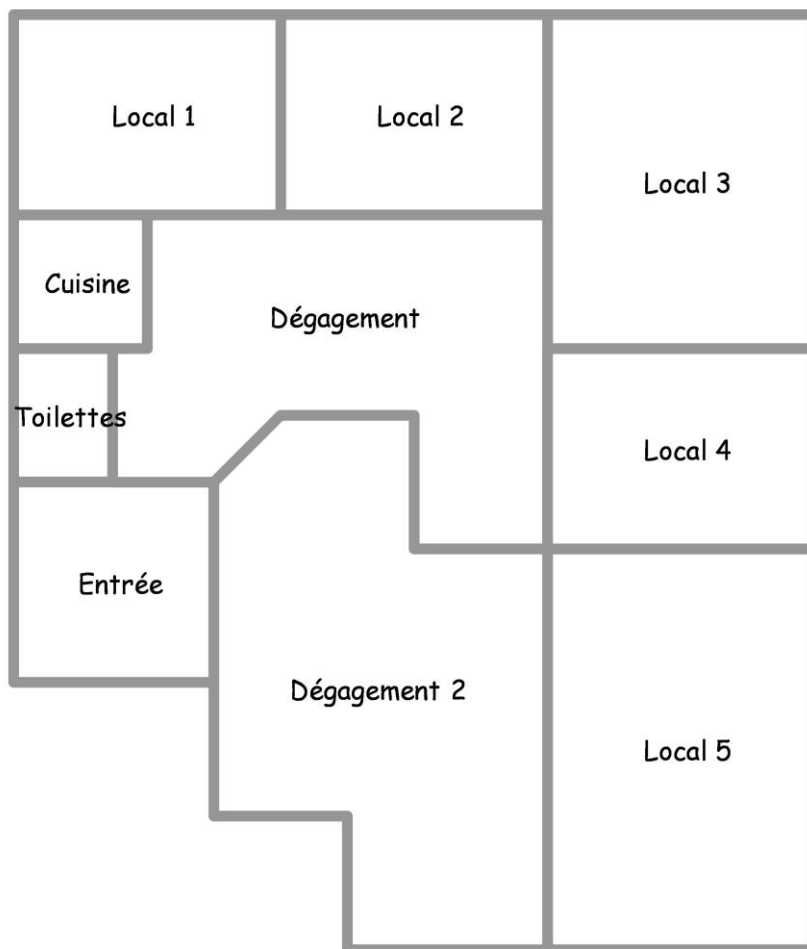 Local 1
Local 2
Local 3
Cuisine
Dégagement
Toilettes
Local 4
Entrée
Dégagement 2
Local 5